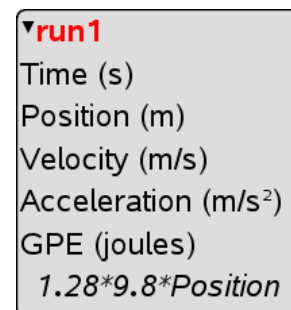 run1
Time (s)
Position (m)
Velocity (m/s)
Acceleration (m/s²)
GPE (joules)
1.28*9.8*Position